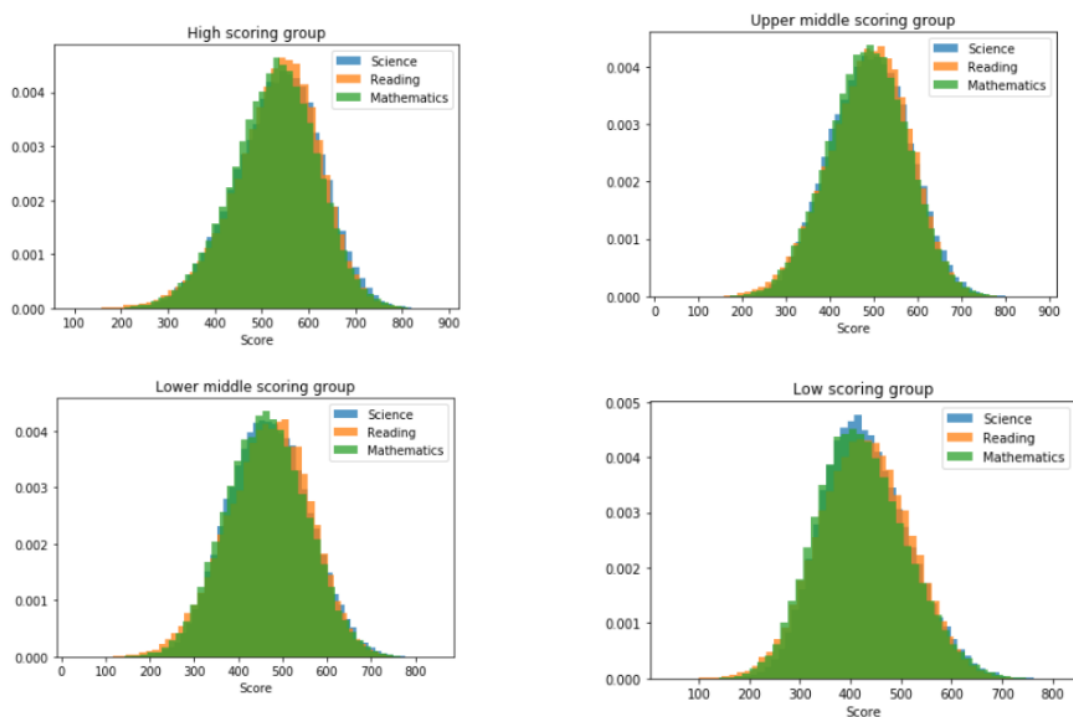 High scoring group
Science
Reading
Mathematics
0.004
0.003
0.002
0.001
0.000
100 200 300 400 500 600 700 800 900
Score
Upper middle scoring group
Science
Reading
Mathematics
0.004
0.003
0.002
0.001
0.000
0 100 200 300 400 500 600 700 800 900
Score
Lower middle scoring group
Science
Reading
Mathematics
0.004
0.003
0.002
0.001
0.000
0 100 200 300 400 500 600 700 800
Score
Low scoring group
Science
Reading
Mathematics
0.005
0.004
0.003
0.002
0.001
0.000
100 200 300 400 500 600 700 800
Score